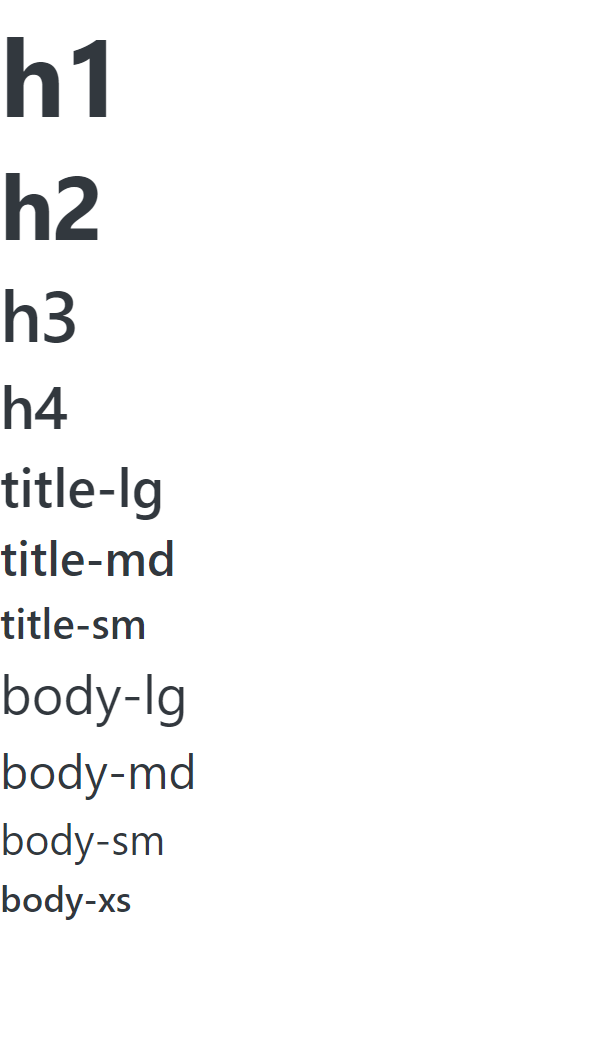 h1
h2
h3
h4
title-lg
title-md
title-sm
body-lg
body-md
body-sm
body-xs